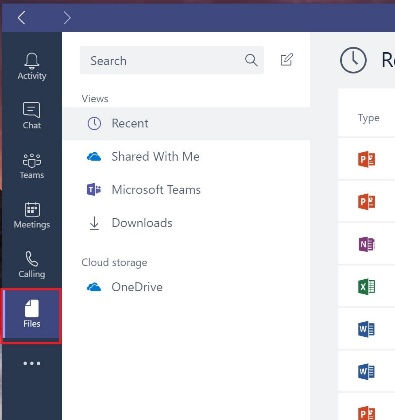 Search
Activity
Chat
Teams
Meetings
Calling
Files
Views
Recent
Shared With Me
Microsoft Teams
Downloads
Cloud storage
OneDrive
Type